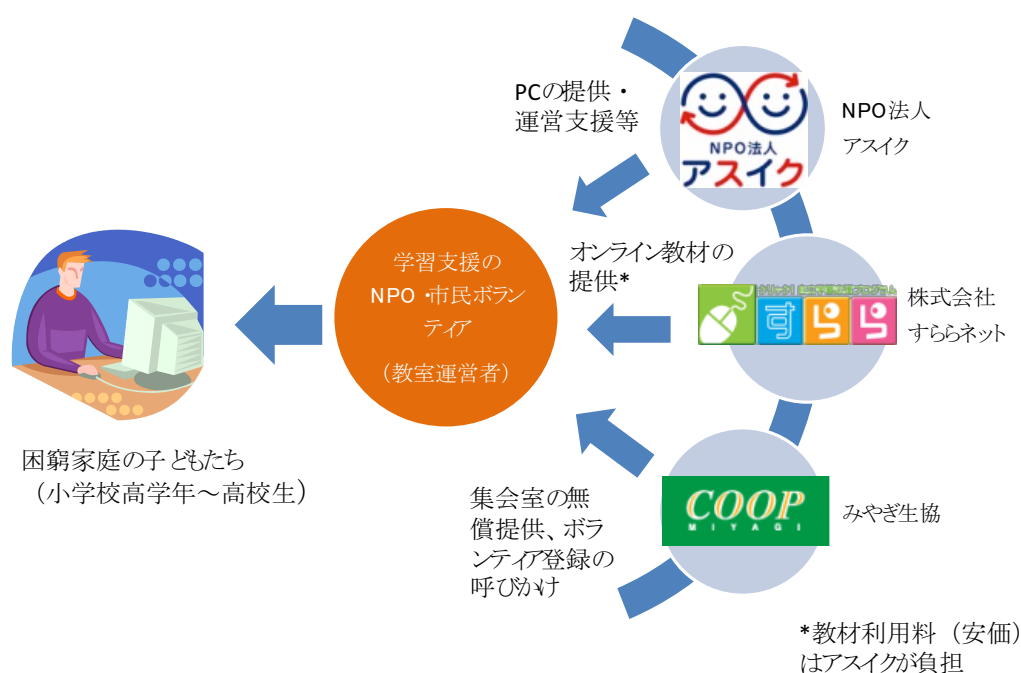 PCの提供・
運営支援等
NPO法人
アスイク
NPO法人
アスイク
学習支援の
NPO・市民ボラン
ティア
（教室運営者）
オンライン教材の
提供*
すらら
株式会社
すららネット
困窮家庭の子どもたち
（小学校高学年～高校生）
集会室の無
償提供、ボラ
ンティア登録の
呼びかけ
COOP
MIYAGI
みやぎ生協
*教材利用料（安価）
はアスイクが負担